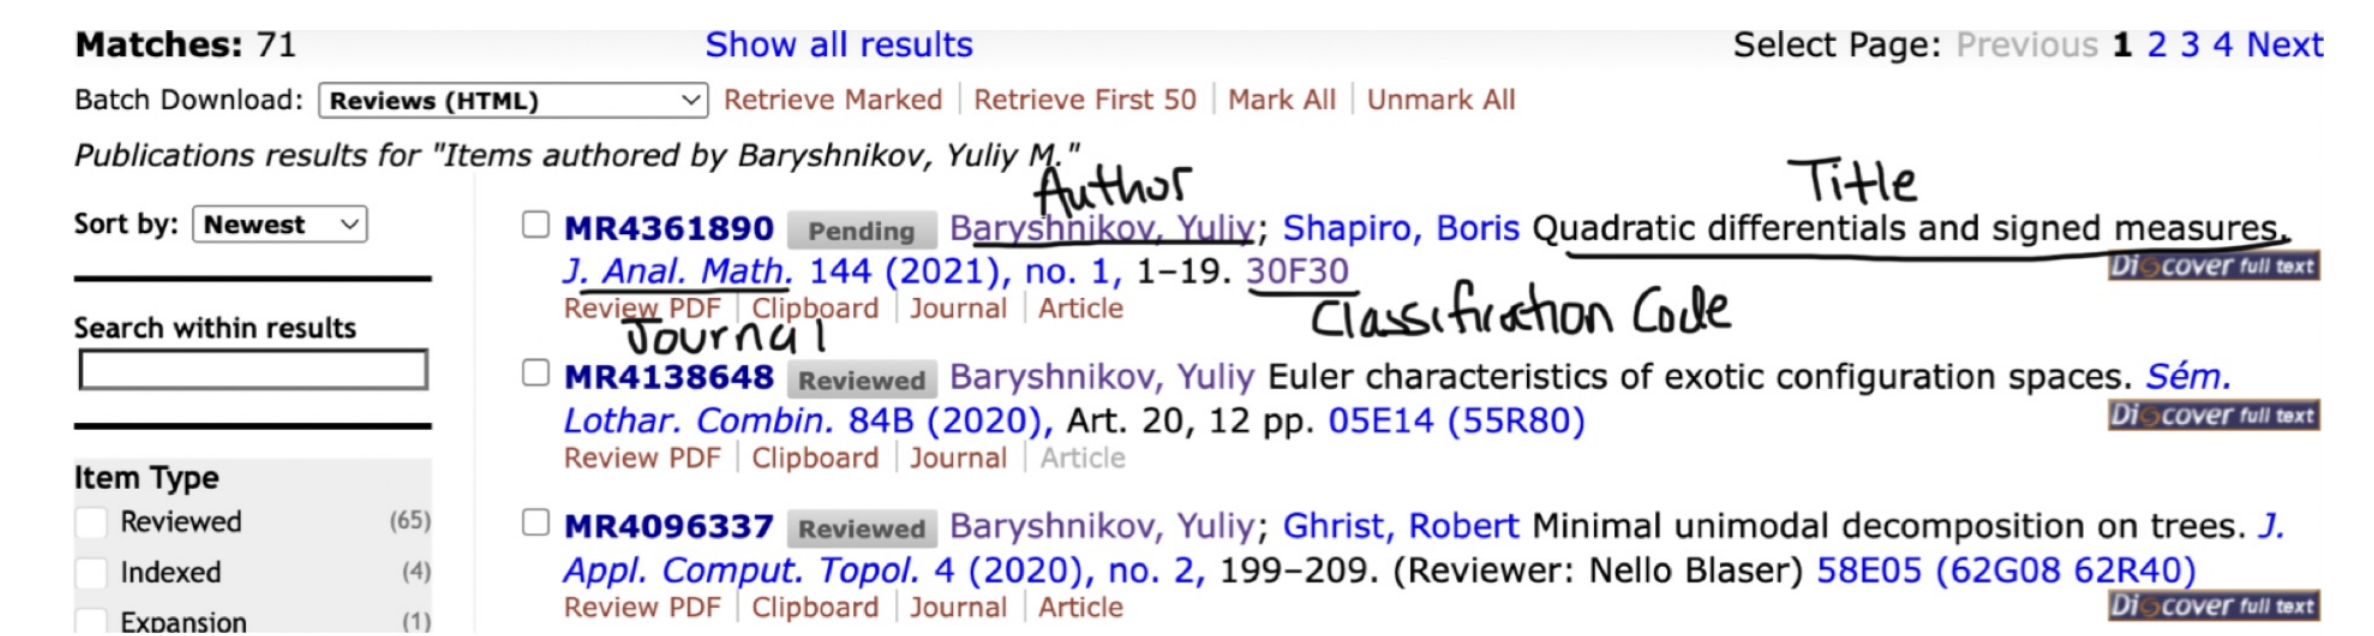 Matches: 71 Show all results Select Page: Previous 1 2 3 4 Next
Batch Download: Reviews (HTML) Retrieve Marked | Retrieve First 50 | Mark All | Unmark All
Publications results for "Items authored by Baryshnikov, Yuliy M."
Author Title
Sort by: Newest
MR4361890 Pending Baryshnikov, Yuliy; Shapiro, Boris Quadratic differentials and signed measures.
J. Anal. Math. 144 (2021), no. 1, 1–19. 30F30 Discover full text
Review PDF | Clipboard | Journal | Article
Journal Classification Code
Search within results
MR4138648 Reviewed Baryshnikov, Yuliy Euler characteristics of exotic configuration spaces. Sém.
Lothar. Combin. 84B (2020), Art. 20, 12 pp. 05E14 (55R80) Discover full text
Review PDF | Clipboard | Journal | Article
Item Type
Reviewed (65)
Indexed (4)
Expansion (1)
MR4096337 Reviewed Baryshnikov, Yuliy; Ghrist, Robert Minimal unimodal decomposition on trees. J.
Appl. Comput. Topol. 4 (2020), no. 2, 199–209. (Reviewer: Nello Blaser) 58E05 (62G08 62R40)
Review PDF | Clipboard | Journal | Article Discover full text